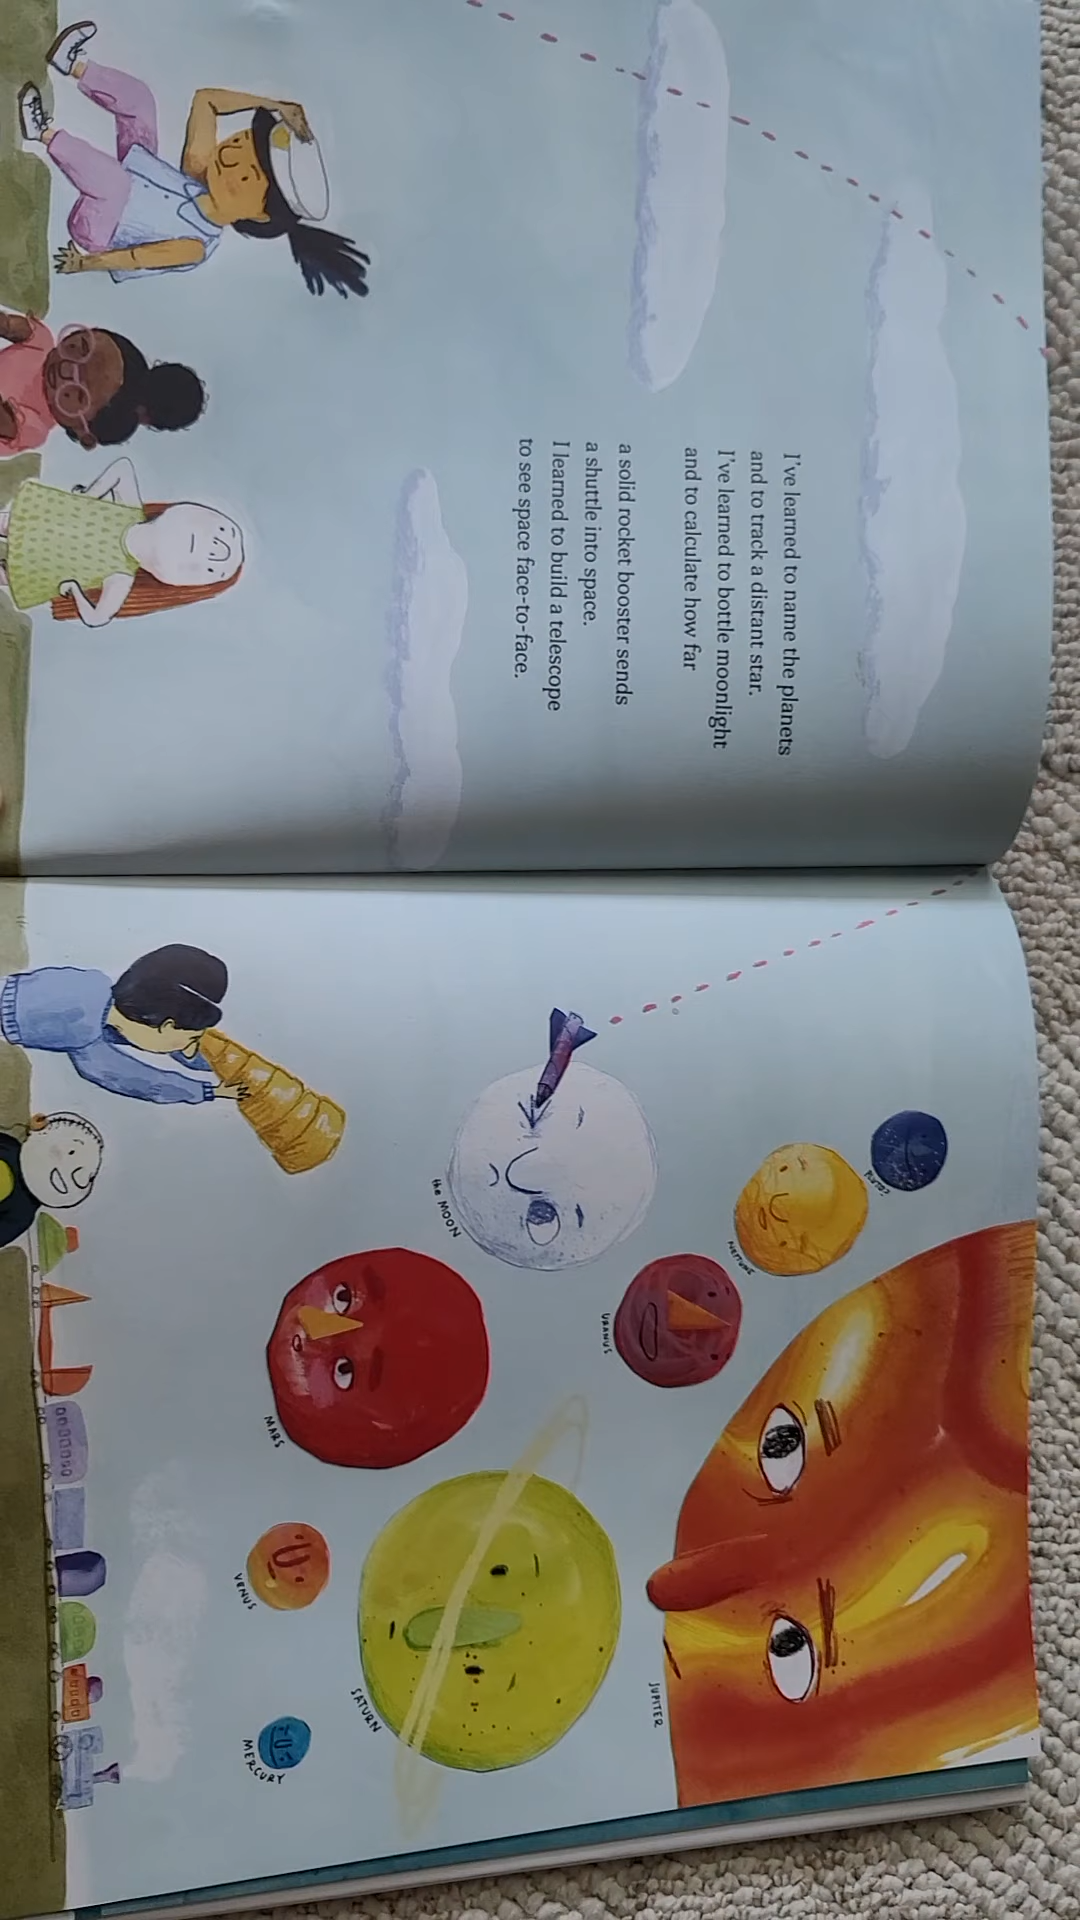 I've learned to name the planets
and to track a distant star.
I've learned to bottle moonlight
and to calculate how far
a solid rocket booster sends
a shuttle into space.
I learned to build a telescope
to see space face-to-face.
PLUTO?
NEPTUNE
the MOON
URANUS
MARS
JUPITER
VENUS
SATURN
MERCURY